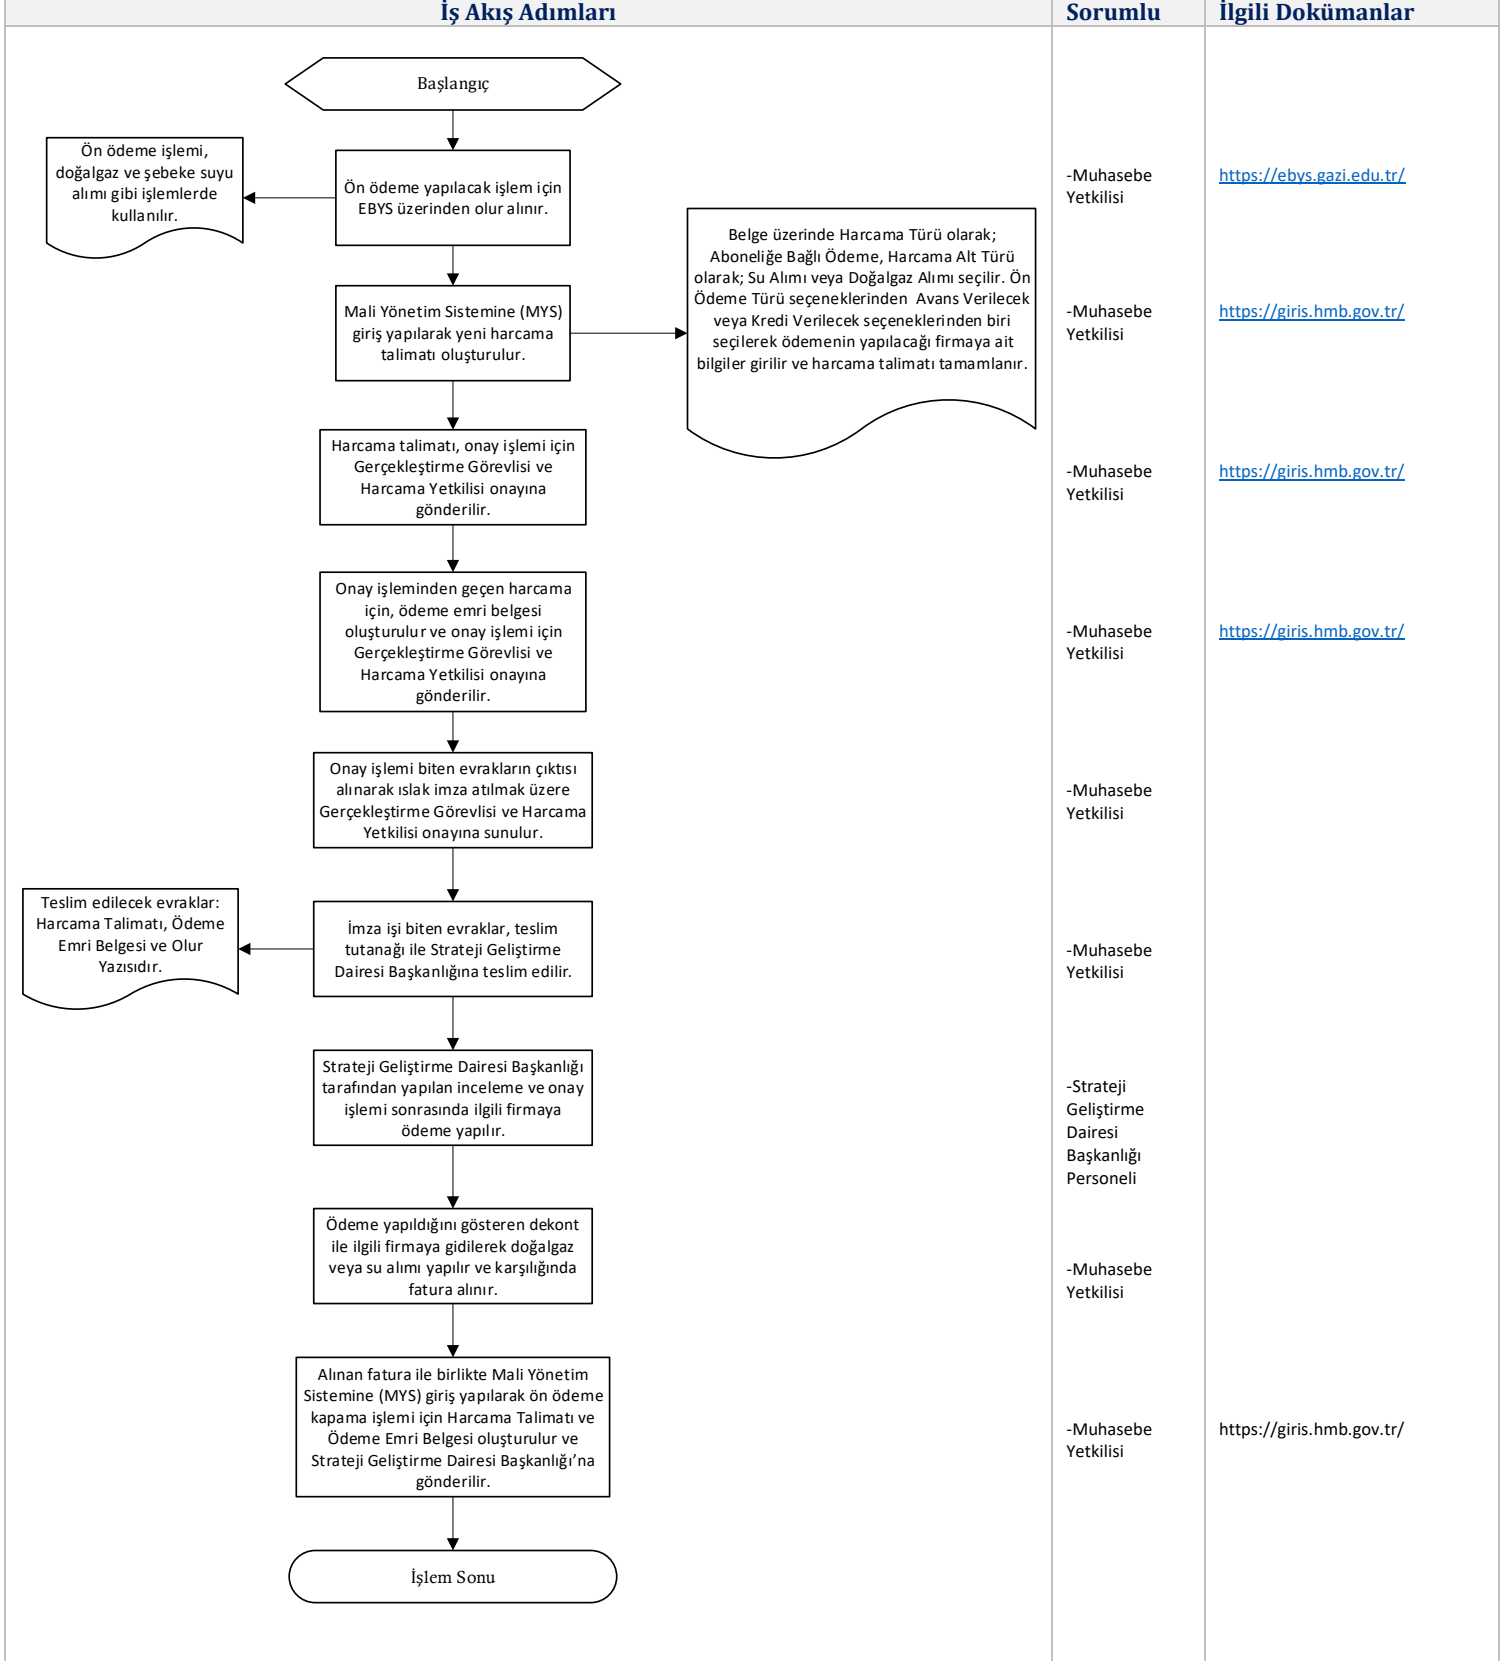 İş Akış Adımları
Sorumlu
İlgili Dokümanlar
Başlangıç
Ön ödeme işlemi,
doğalgaz ve şebeke suyu
alımı gibi işlemlerde
kullanılır.
Ön ödeme yapılacak işlem için
EBYS üzerinden olur alınır.
-Muhasebe
Yetkilisi
https://ebys.gazi.edu.tr/
Mali Yönetim Sistemine (MYS)
giriş yapılarak yeni harcama
talimatı oluşturulur.
Belge üzerinde Harcama Türü olarak;
Aboneliğe Bağlı Ödeme, Harcama Alt Türü
olarak; Su Alımı veya Doğalgaz Alımı seçilir. Ön
Ödeme Türü seçeneklerinden Avans Verilecek
veya Kredi Verilecek seçeneklerinden biri
seçilerek ödemenin yapılacağı firmaya ait
bilgiler girilir ve harcama talimatı tamamlanır.
-Muhasebe
Yetkilisi
https://giris.hmb.gov.tr/
Harcama talimatı, onay işlemi için
Gerçekleştirme Görevlisi ve
Harcama Yetkilisi onayına
gönderilir.
-Muhasebe
Yetkilisi
https://giris.hmb.gov.tr/
Onay işleminden geçen harcama
için, ödeme emri belgesi
oluşturulur ve onay işlemi için
Gerçekleştirme Görevlisi ve
Harcama Yetkilisi onayına
gönderilir.
-Muhasebe
Yetkilisi
https://giris.hmb.gov.tr/
Onay işlemi biten evrakların çıktısı
alınarak ıslak imza atılmak üzere
Gerçekleştirme Görevlisi ve Harcama
Yetkilisi onayına sunulur.
-Muhasebe
Yetkilisi
Teslim edilecek evraklar:
Harcama Talimatı, Ödeme
Emri Belgesi ve Olur
Yazısıdır.
İmza işi biten evraklar, teslim
tutanağı ile Strateji Geliştirme
Dairesi Başkanlığına teslim edilir.
-Muhasebe
Yetkilisi
Strateji Geliştirme Dairesi Başkanlığı
tarafından yapılan inceleme ve onay
işlemi sonrasında ilgili firmaya
ödeme yapılır.
-Strateji
Geliştirme
Dairesi
Başkanlığı
Personeli
Ödeme yapıldığını gösteren dekont
ile ilgili firmaya gidilerek doğalgaz
veya su alımı yapılır ve karşılığında
fatura alınır.
-Muhasebe
Yetkilisi
Alınan fatura ile birlikte Mali Yönetim
Sistemine (MYS) giriş yapılarak ön ödeme
kapama işlemi için Harcama Talimatı ve
Ödeme Emri Belgesi oluşturulur ve
Strateji Geliştirme Dairesi Başkanlığı’na
gönderilir.
-Muhasebe
Yetkilisi
https://giris.hmb.gov.tr/
İşlem Sonu